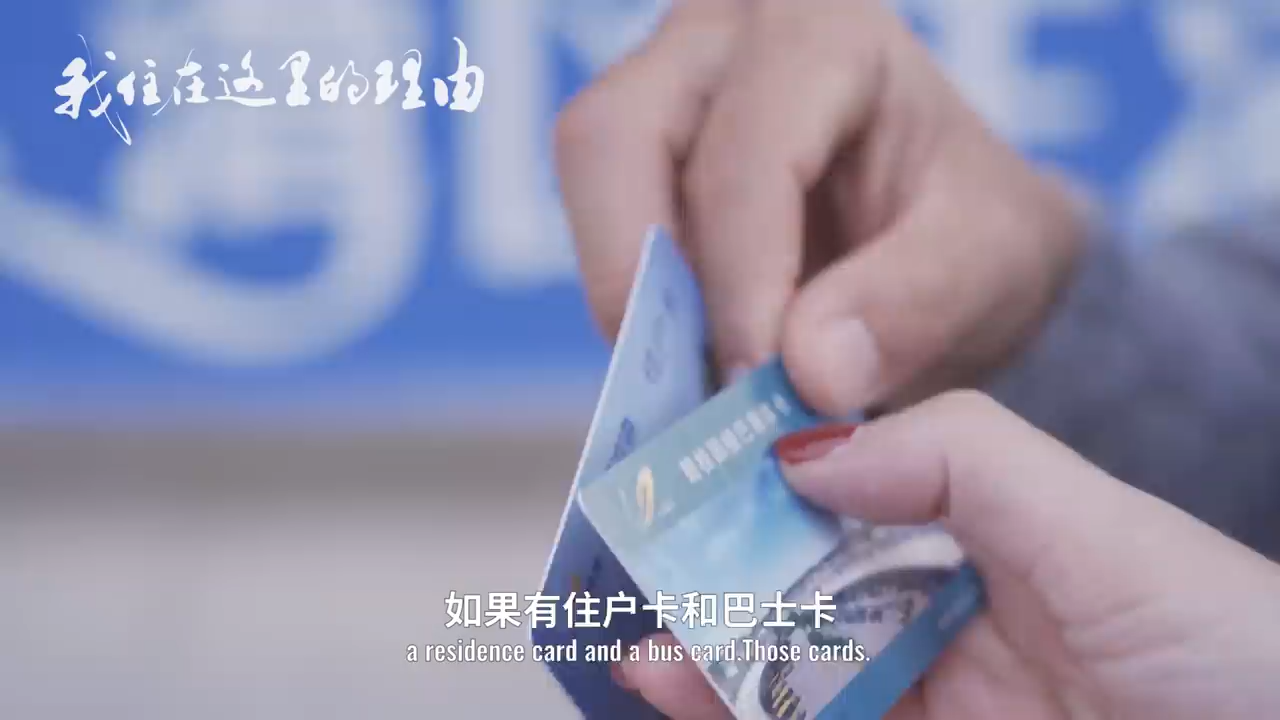 我住在这里的理由
如果有住户卡和巴士卡
a residence card and a bus card.Those cards.